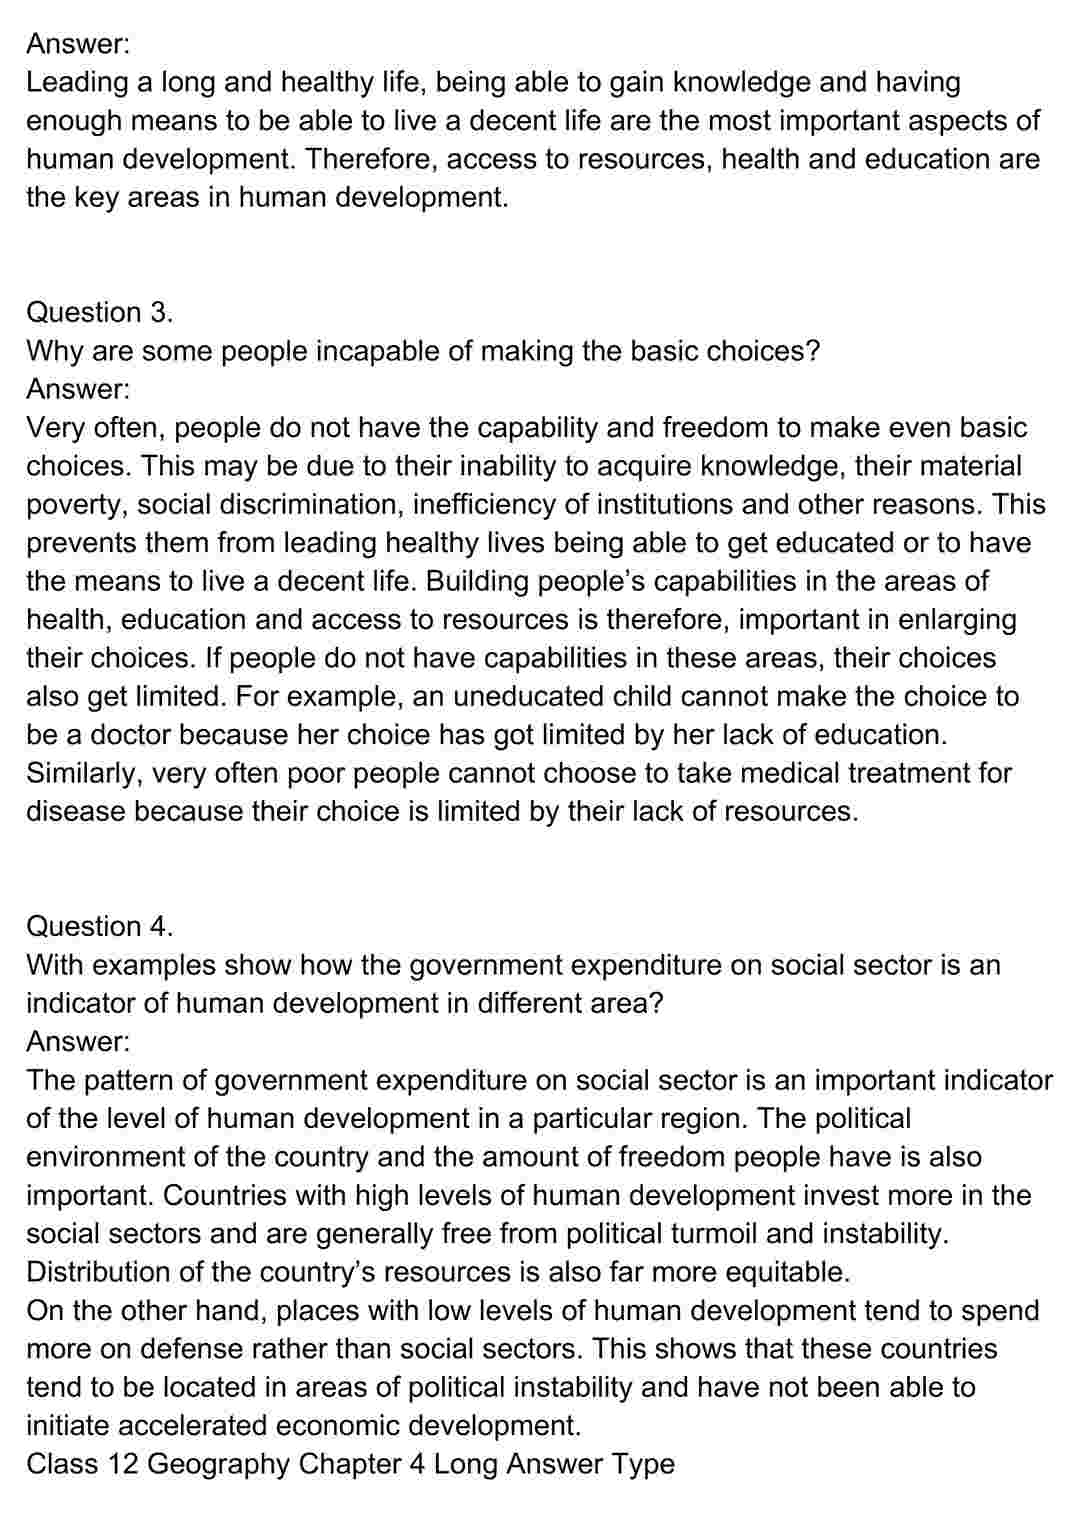 Answer:
Leading a long and healthy life, being able to gain knowledge and having
enough means to be able to live a decent life are the most important aspects of
human development. Therefore, access to resources, health and education are
the key areas in human development.
Question 3.
Why are some people incapable of making the basic choices?
Answer:
Very often, people do not have the capability and freedom to make even basic
choices. This may be due to their inability to acquire knowledge, their material
poverty, social discrimination, inefficiency of institutions and other reasons. This
prevents them from leading healthy lives being able to get educated or to have
the means to live a decent life. Building people’s capabilities in the areas of
health, education and access to resources is therefore, important in enlarging
their choices. If people do not have capabilities in these areas, their choices
also get limited. For example, an uneducated child cannot make the choice to
be a doctor because her choice has got limited by her lack of education.
Similarly, very often poor people cannot choose to take medical treatment for
disease because their choice is limited by their lack of resources.
Question 4.
With examples show how the government expenditure on social sector is an
indicator of human development in different area?
Answer:
The pattern of government expenditure on social sector is an important indicator
of the level of human development in a particular region. The political
environment of the country and the amount of freedom people have is also
important. Countries with high levels of human development invest more in the
social sectors and are generally free from political turmoil and instability.
Distribution of the country’s resources is also far more equitable.
On the other hand, places with low levels of human development tend to spend
more on defense rather than social sectors. This shows that these countries
tend to be located in areas of political instability and have not been able to
initiate accelerated economic development.
Class 12 Geography Chapter 4 Long Answer Type